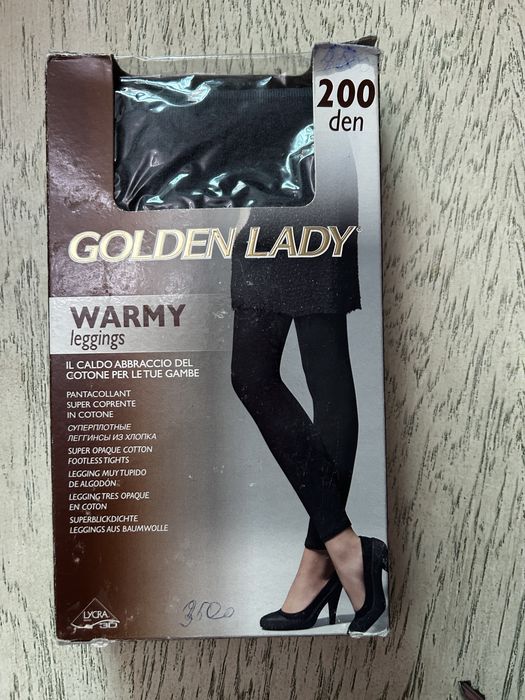 200
den
GOLDEN LADY
WARMY
leggings
IL CALDO ABBRACCIO DEL
COTONE PER LE TUE GAMBE
PANTACOLLANT
SUPER COPRENTE
IN COTONE
СУПЕРПЛОТНЫЕ
ЛЕГГИНСЫ ИЗ ХЛОПКА
SUPER OPAQUE COTTON
FOOTLESS TIGHTS
LEGGING MUY TUPIDO
DE ALGODÓN
LEGGING TRES OPAQUE
EN COTON
SUPERBLICKDICHTE
LEGGINGS AUS BAUMWOLLE
LYCRA
3D